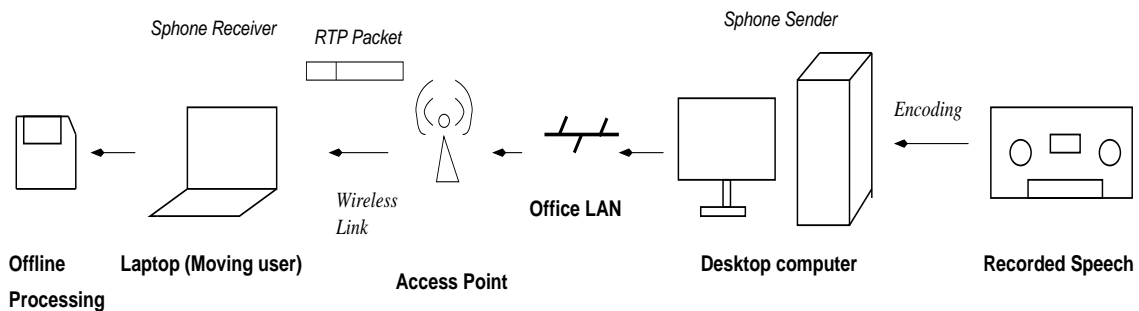 Sphone Receiver
RTP Packet
Sphone Sender
Encoding
Wireless
Link
Office LAN
Offline
Processing
Laptop (Moving user)
Access Point
Desktop computer
Recorded Speech